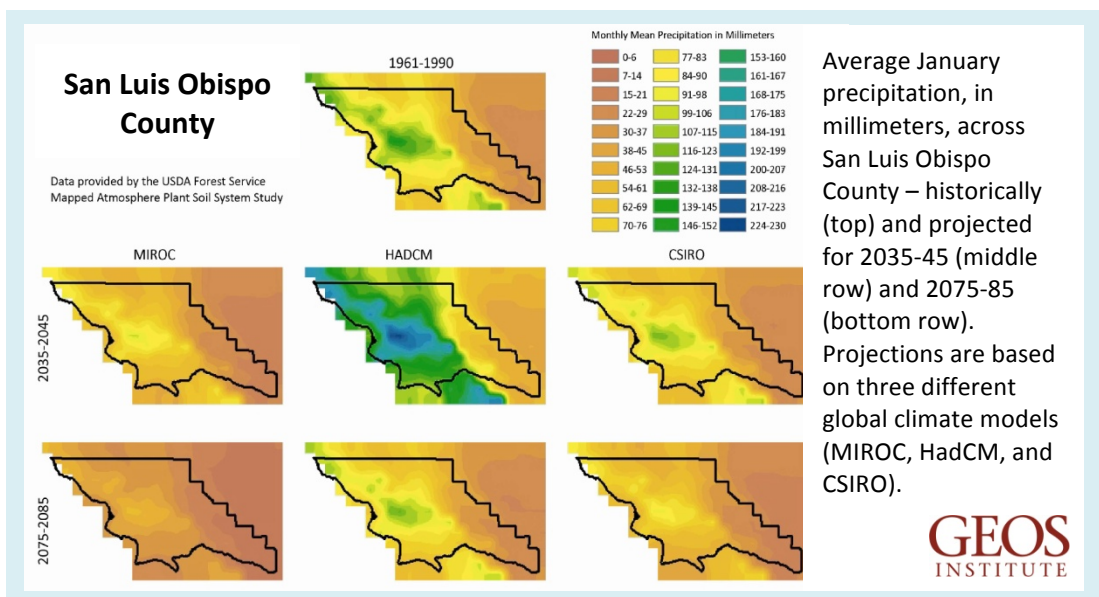 San Luis Obispo
County
Data provided by the USDA Forest Service
Mapped Atmosphere Plant Soil System Study
1961-1990
Monthly Mean Precipitation in Millimeters
0-6
7-14
15-21
22-29
30-37
38-45
46-53
54-61
62-69
70-76
77-83
84-90
91-98
99-106
107-115
116-123
124-131
132-138
139-145
146-152
153-160
161-167
168-175
176-183
184-191
192-199
200-207
208-216
217-223
224-230
MIROC
HADCM
CSIRO
2035-2045
2075-2085
Average January
precipitation, in
millimeters, across
San Luis Obispo
County – historically
(top) and projected
for 2035-45 (middle
row) and 2075-85
(bottom row).
Projections are based
on three different
global climate models
(MIROC, HadCM, and
CSIRO).
GEOS
INSTITUTE